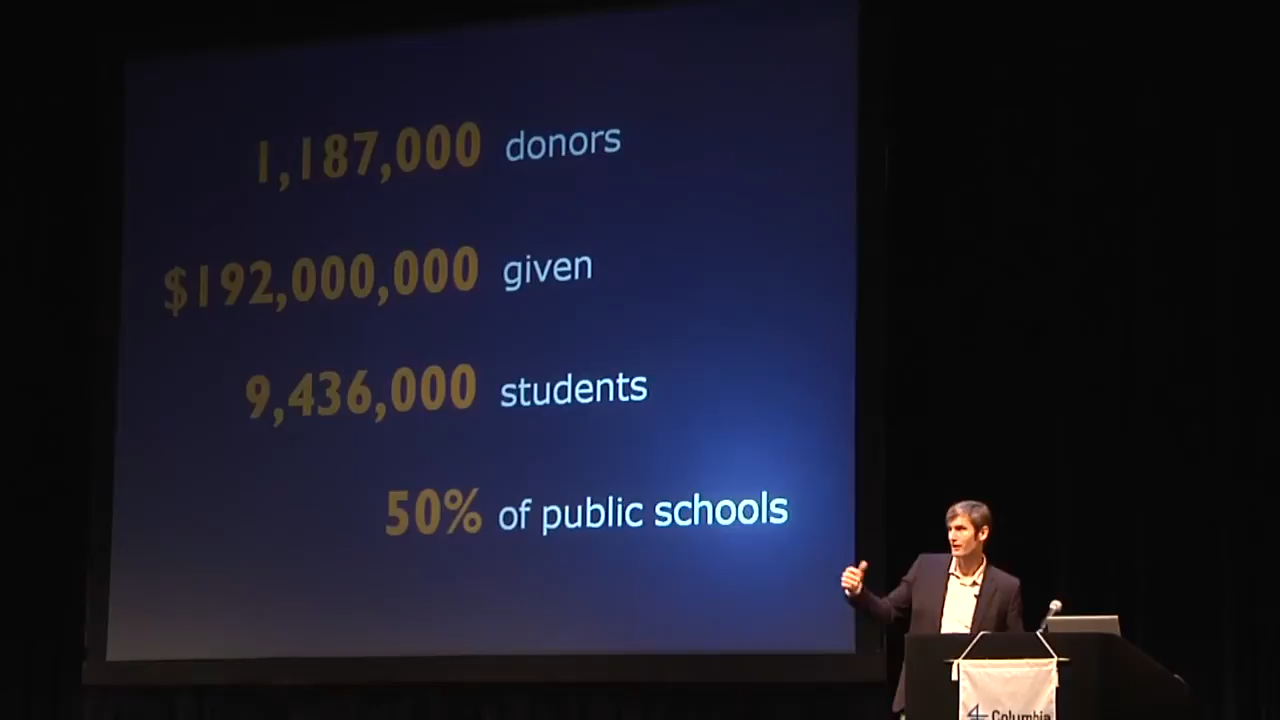 1,187,000 donors
$192,000,000 given
9,436,000 students
50% of public schools
Columbia